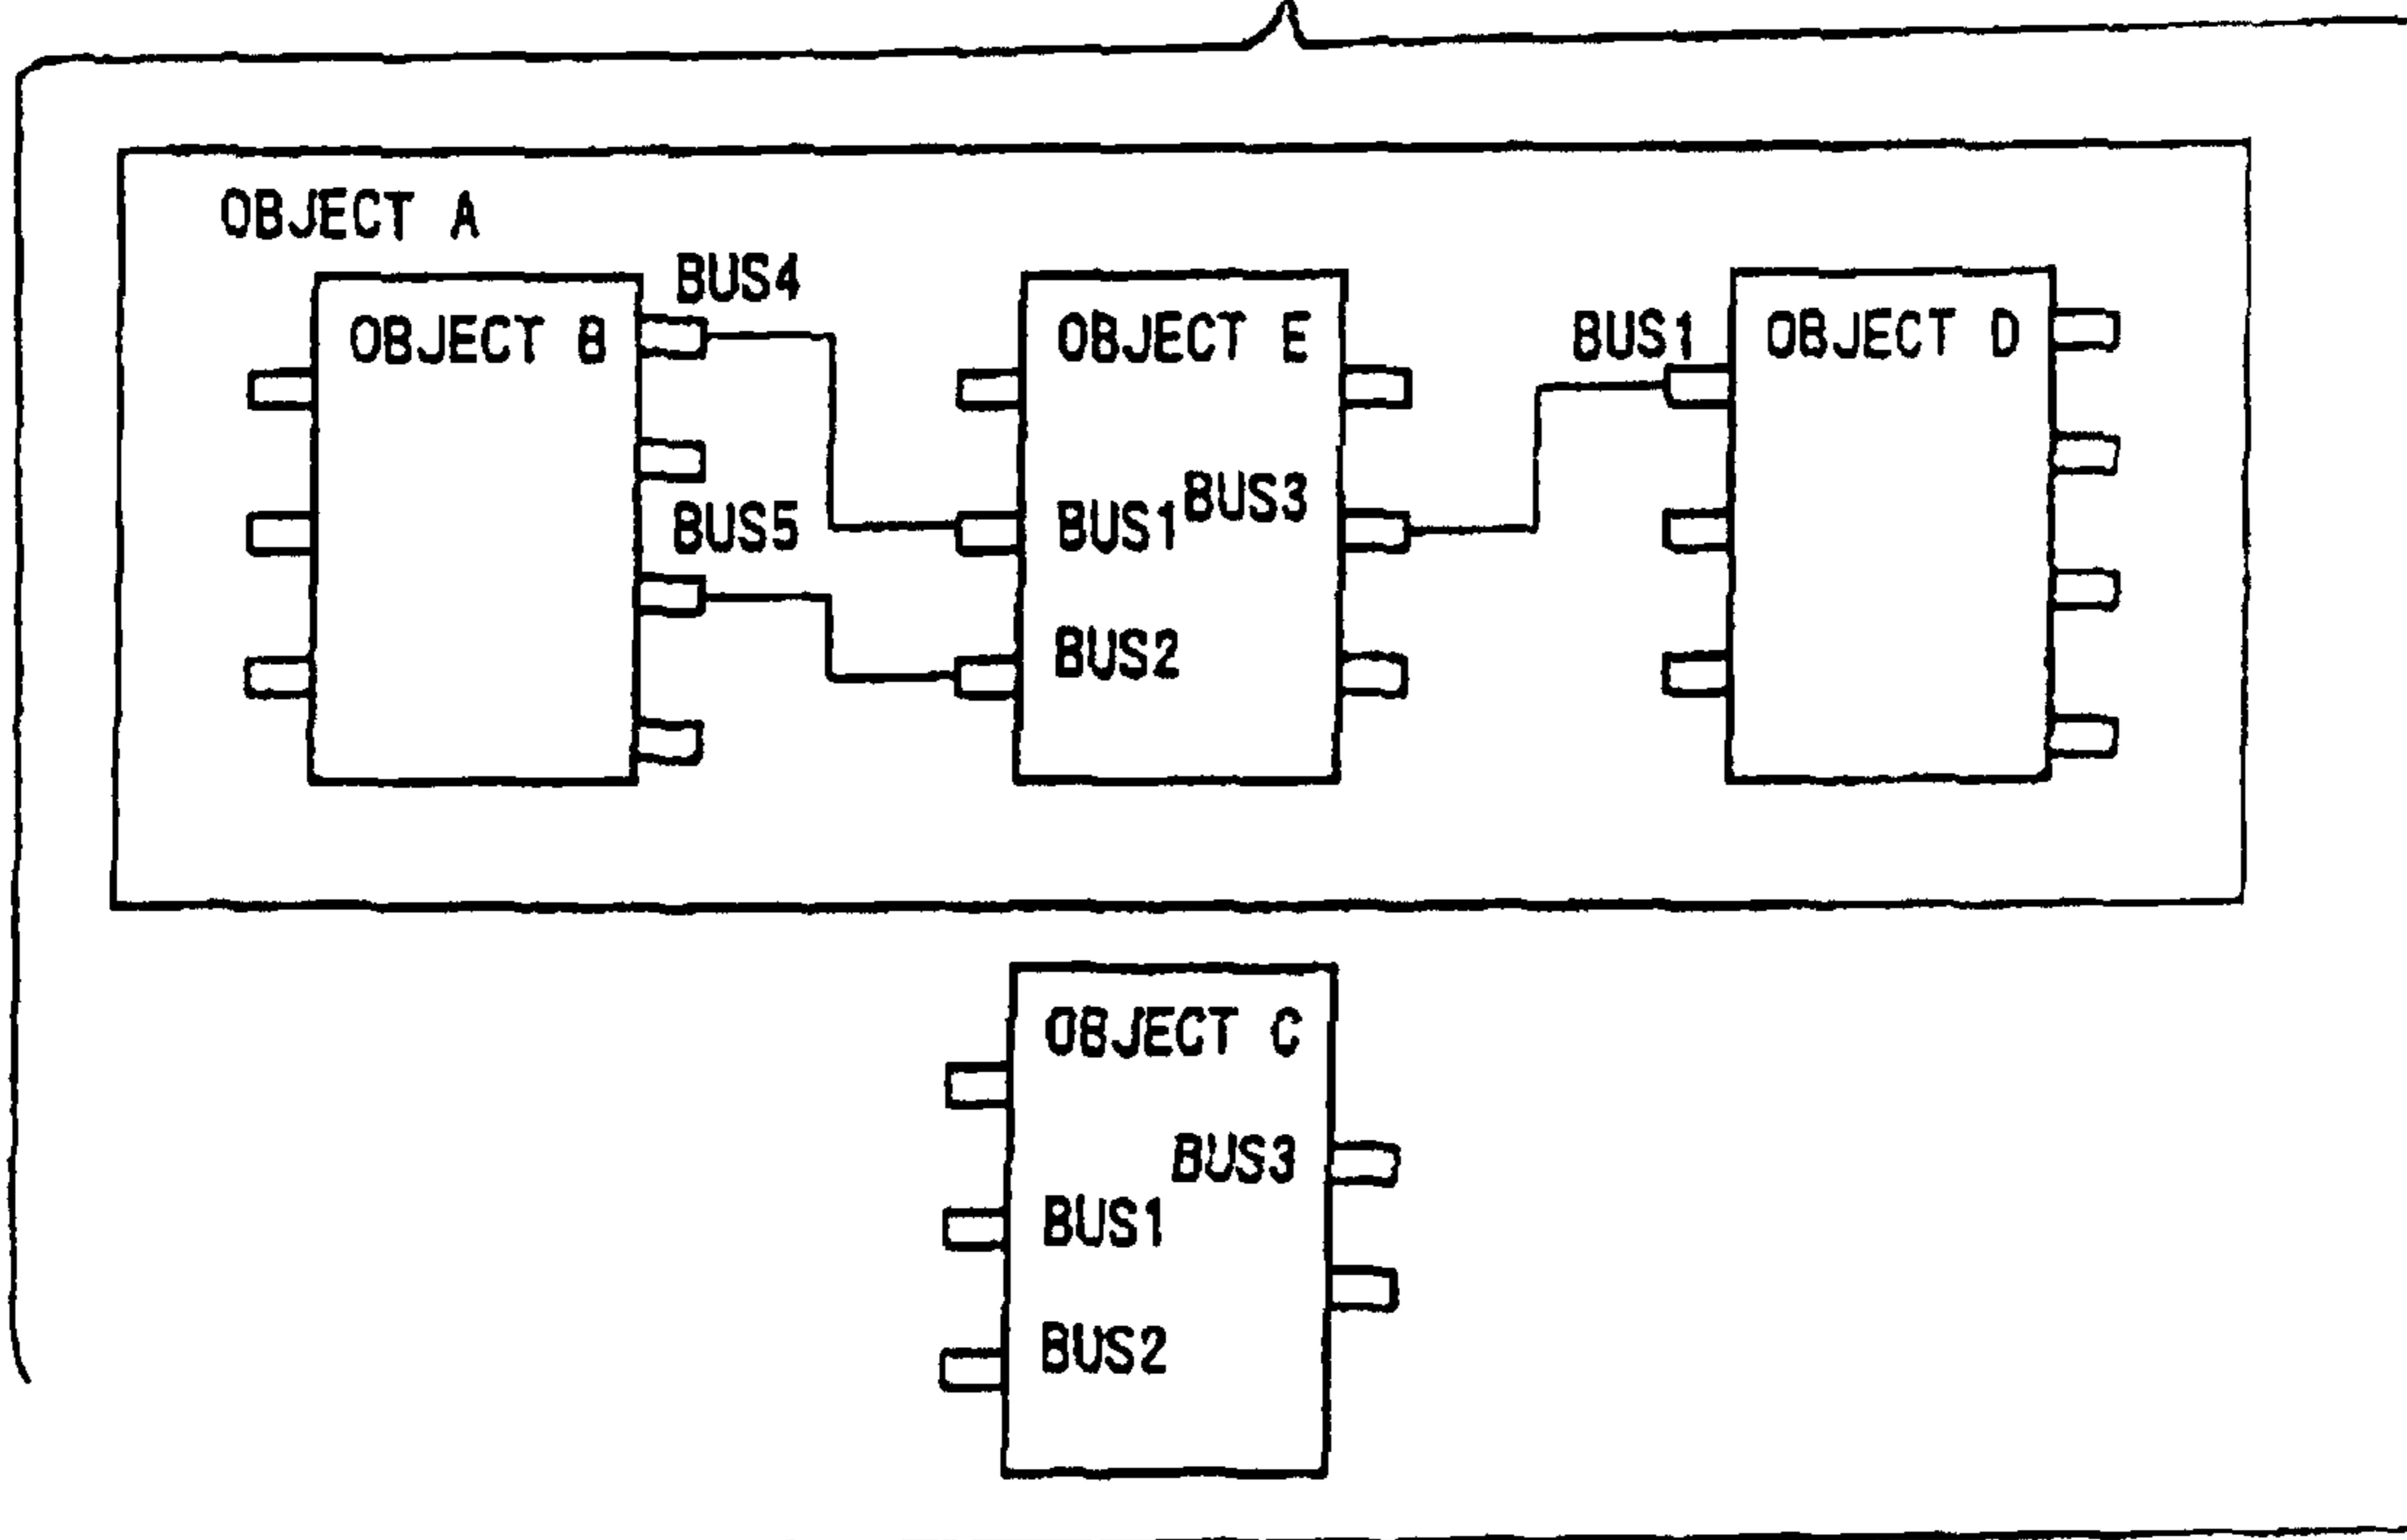 OBJECT A
BUS4
OBJECT B
OBJECT E
BUS1
OBJECT D
BUS3
BUS5
BUS1
BUS2
OBJECT C
BUS3
BUS1
BUS2